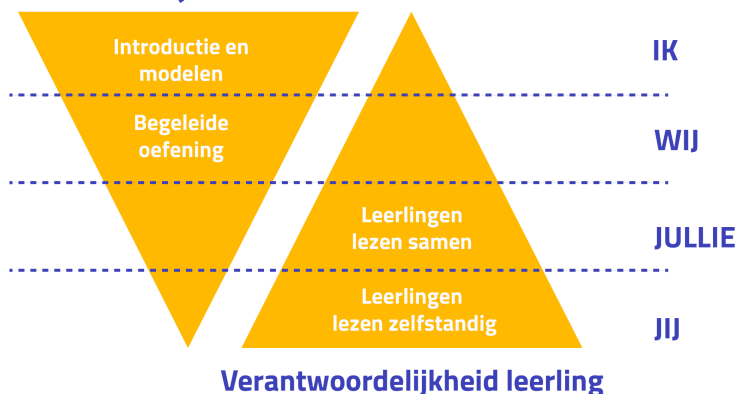 Introductie en
modelen
IK
Begeleide
oefening
WIJ
Leerlingen
lezen samen
JULLIE
Leerlingen
lezen zelfstandig
JIJ
Verantwoordelijkheid leerling